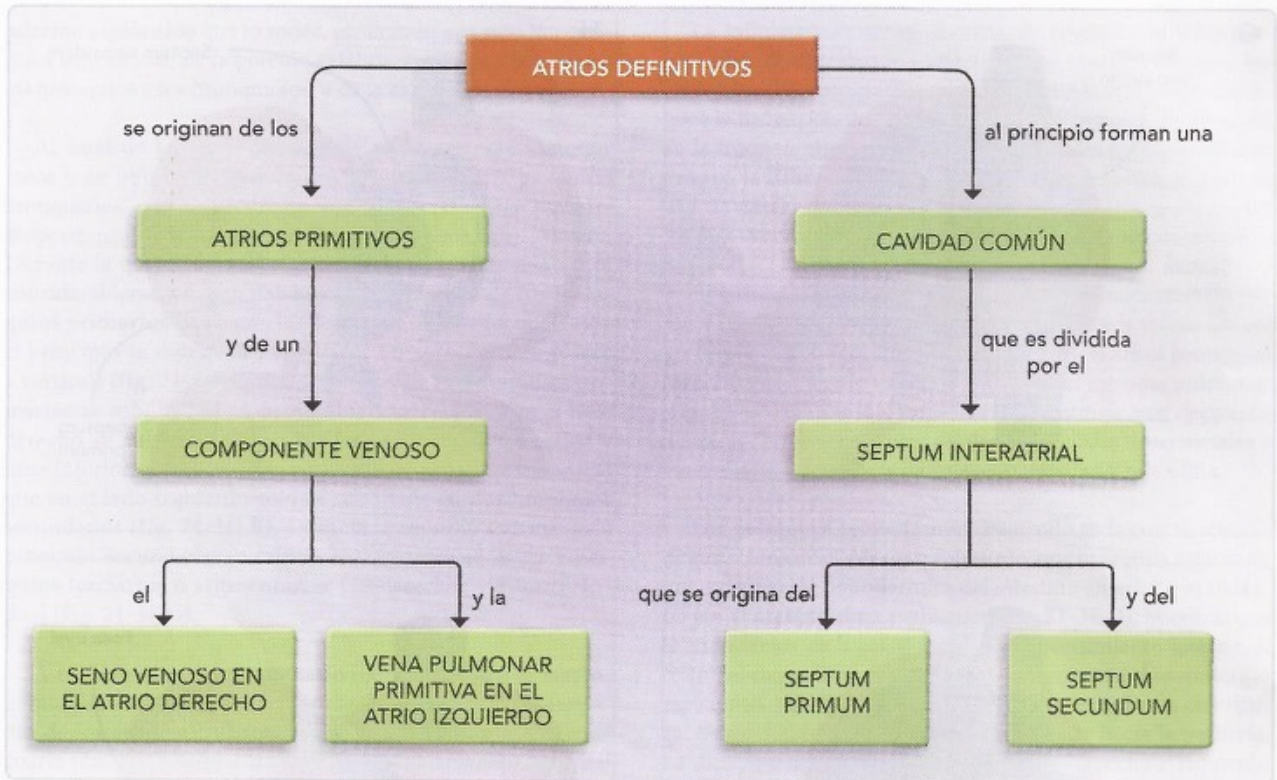 ATRIOS DEFINITIVOS
se originan de los
al principio forman una
ATRIOS PRIMITIVOS
CAVIDAD COMÚN
y de un
que es dividida
por el
COMPONENTE VENOSO
SEPTUM INTERATRIAL
el
y la
que se origina del
y del
SENO VENOSO EN
EL ATRIO DERECHO
VENA PULMONAR
PRIMITIVA EN EL
ATRIO IZQUIERDO
SEPTUM
PRIMUM
SEPTUM
SECUNDUM